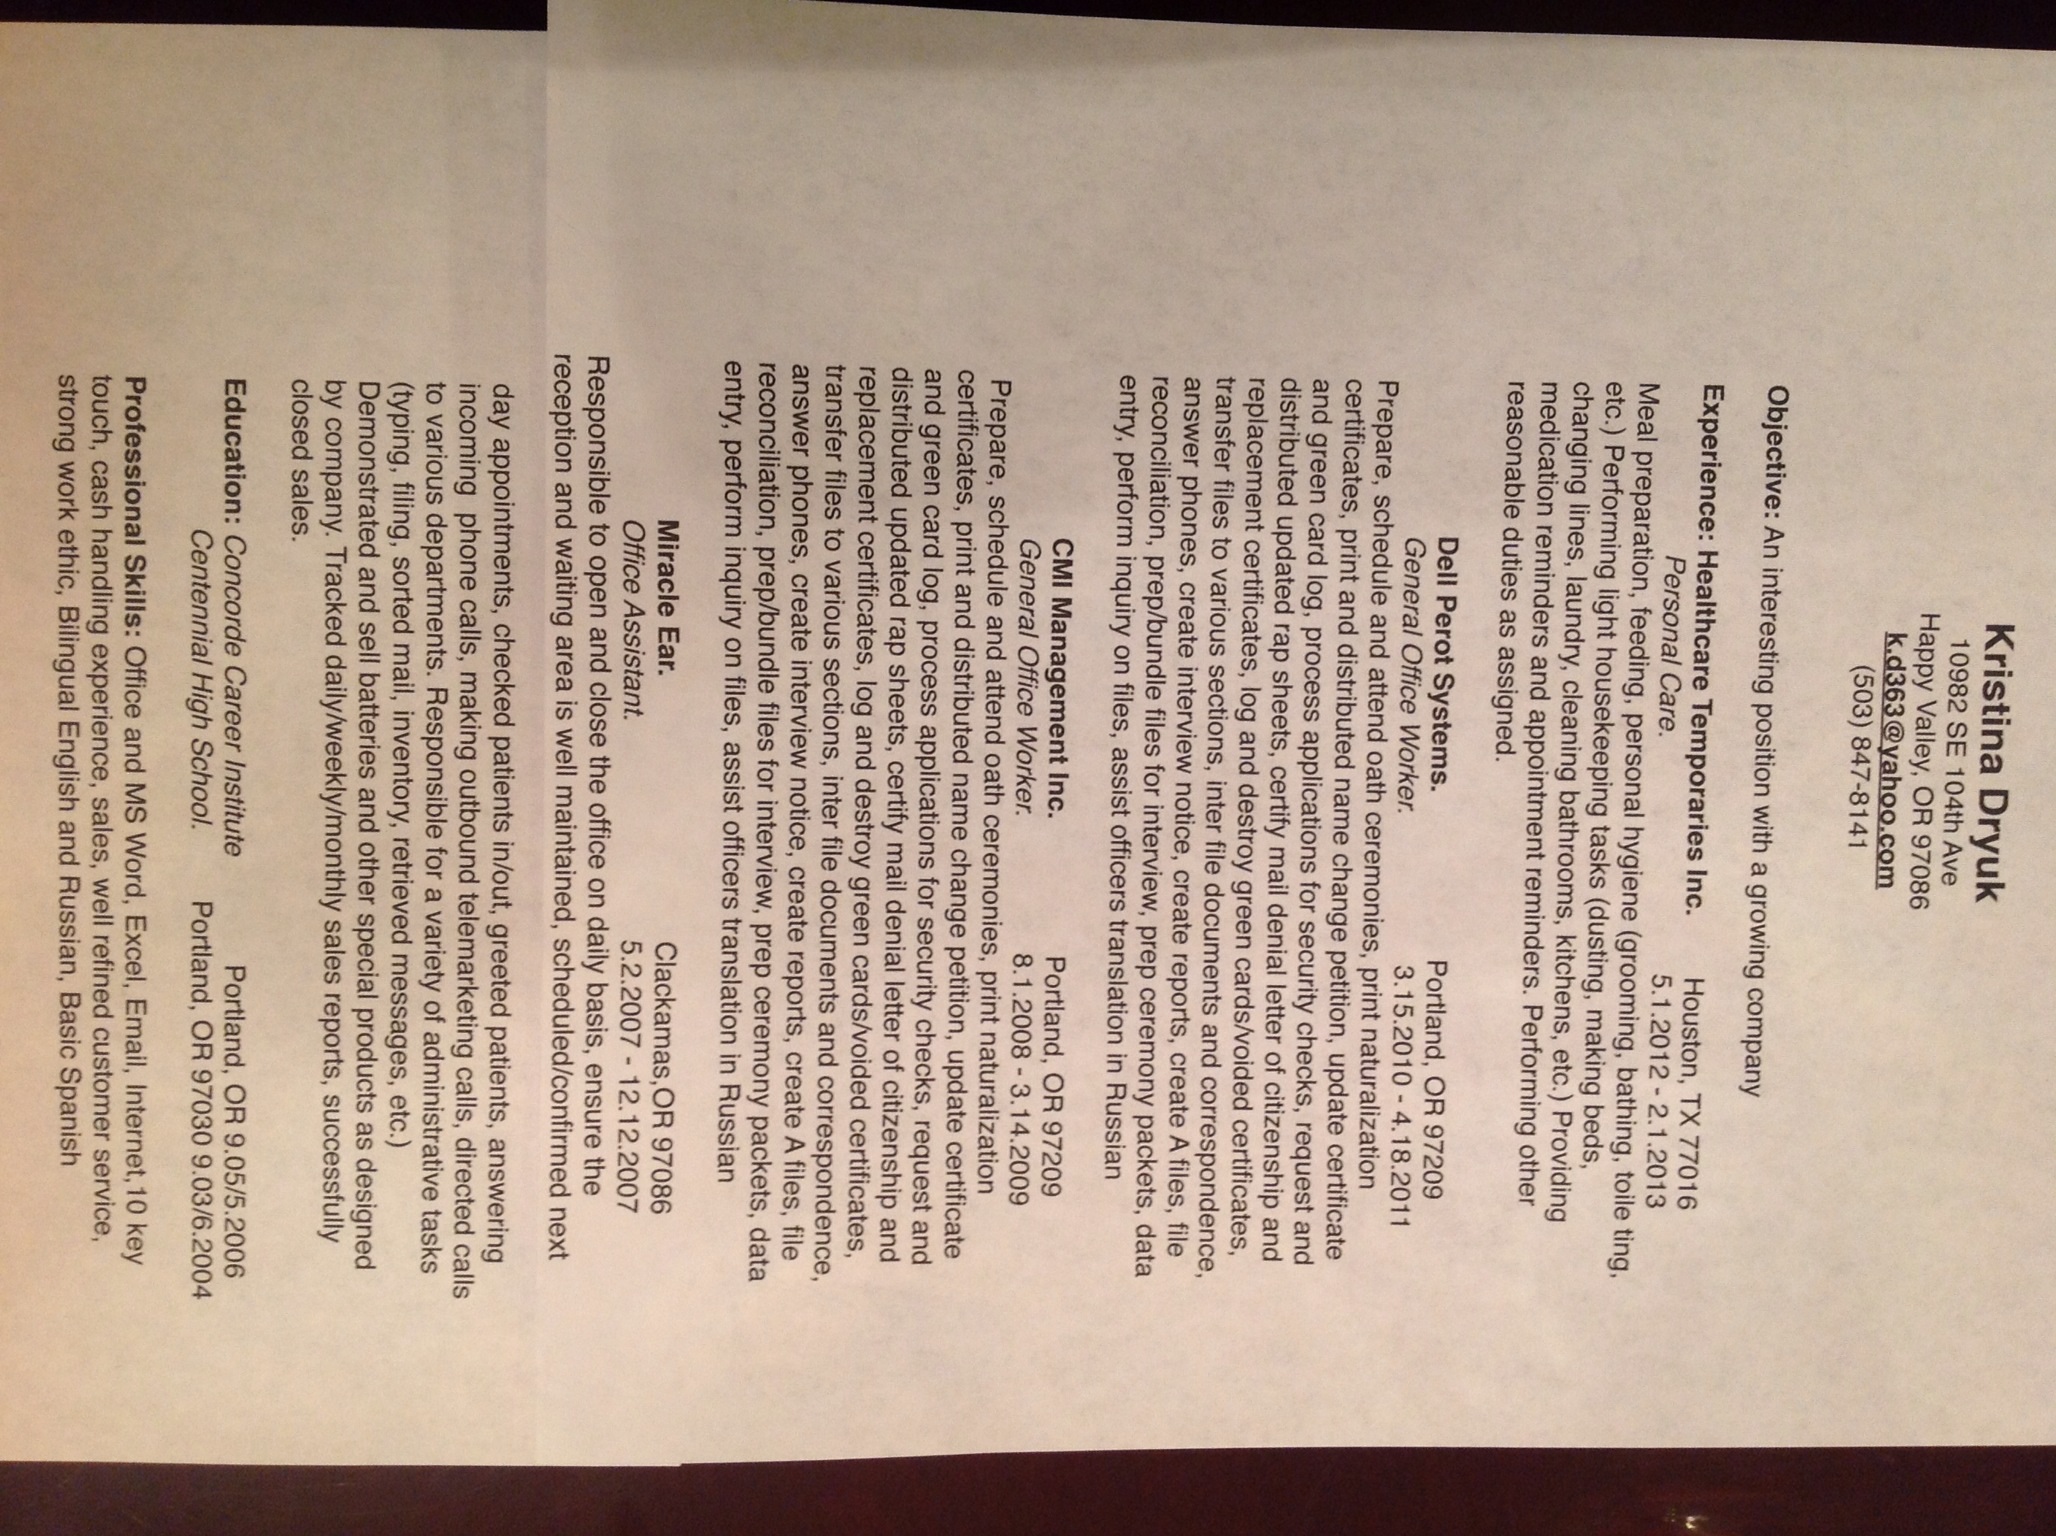 Kristina Dryuk
10982 SE 104th Ave
Happy Valley, OR 97086
k.d363@yahoo.com
(503) 847-8141
Objective: An interesting position with a growing company
Experience: Healthcare Temporaries Inc. Houston, TX 77016
Personal Care. 5.1.2012 - 2.1.2013
Meal preparation, feeding, personal hygiene (grooming, bathing, toile ting,
etc.) Performing light housekeeping tasks (dusting, making beds,
changing lines, laundry, cleaning bathrooms, kitchens, etc.) Providing
medication reminders and appointment reminders. Performing other
reasonable duties as assigned.
Dell Perot Systems. Portland, OR 97209
General Office Worker. 3.15.2010 - 4.18.2011
Prepare, schedule and attend oath ceremonies, print naturalization
certificates, print and distributed name change petition, update certificate
and green card log, process applications for security checks, request and
distributed updated rap sheets, certify mail denial letter of citizenship and
replacement certificates, log and destroy green cards/voided certificates,
transfer files to various sections, inter file documents and correspondence,
answer phones, create interview notice, create reports, create A files, file
reconciliation, prep/bundle files for interview, prep ceremony packets, data
entry, perform inquiry on files, assist officers translation in Russian
CMI Management Inc. Portland, OR 97209
General Office Worker. 8.1.2008 - 3.14.2009
Prepare, schedule and attend oath ceremonies, print naturalization
certificates, print and distributed name change petition, update certificate
and green card log, process applications for security checks, request and
distributed updated rap sheets, certify mail denial letter of citizenship and
replacement certificates, log and destroy green cards/voided certificates,
transfer files to various sections, inter file documents and correspondence,
answer phones, create interview notice, create reports, create A files, file
reconciliation, prep/bundle files for interview, prep ceremony packets, data
entry, perform inquiry on files, assist officers translation in Russian
Miracle Ear. Clackamas,OR 97086
Office Assistant. 5.2.2007 - 12.12.2007
Responsible to open and close the office on daily basis, ensure the
reception and waiting area is well maintained, scheduled/confirmed next
day appointments, checked patients in/out, greeted patients, answering
incoming phone calls, making outbound telemarketing calls, directed calls
to various departments. Responsible for a variety of administrative tasks
(typing, filing, sorted mail, inventory, retrieved messages, etc.)
Demonstrated and sell batteries and other special products as designed
by company. Tracked daily/weekly/monthly sales reports, successfully
closed sales.
Education: Concorde Career Institute Portland, OR 9.05/5.2006
Centennial High School. Portland, OR 97030 9.03/6.2004
Professional Skills: Office and MS Word, Excel, Email, Internet,10 key
touch, cash handling experience, sales, well refined customer service,
strong work ethic, Bilingual English and Russian, Basic Spanish